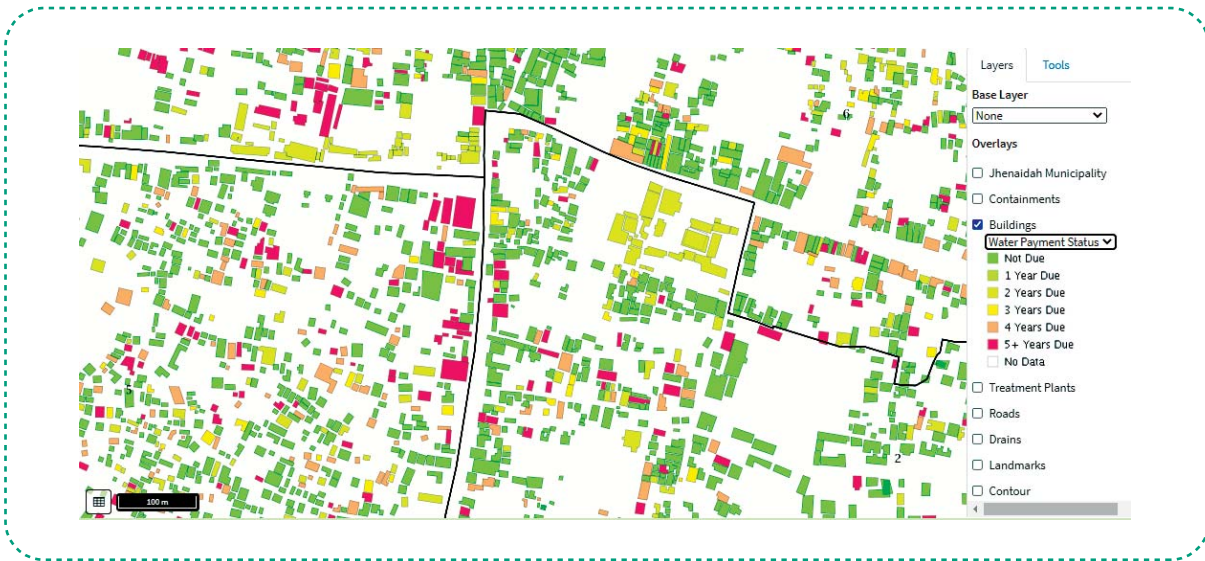 Layers Tools
Base Layer
None
Overlays
Jhenaidah Municipality
Containments
Buildings
Water Payment Status
Not Due
1 Year Due
2 Years Due
3 Years Due
4 Years Due
5+ Years Due
No Data
Treatment Plants
Roads
Drains
Landmarks
Contour
6
5
2
100 m